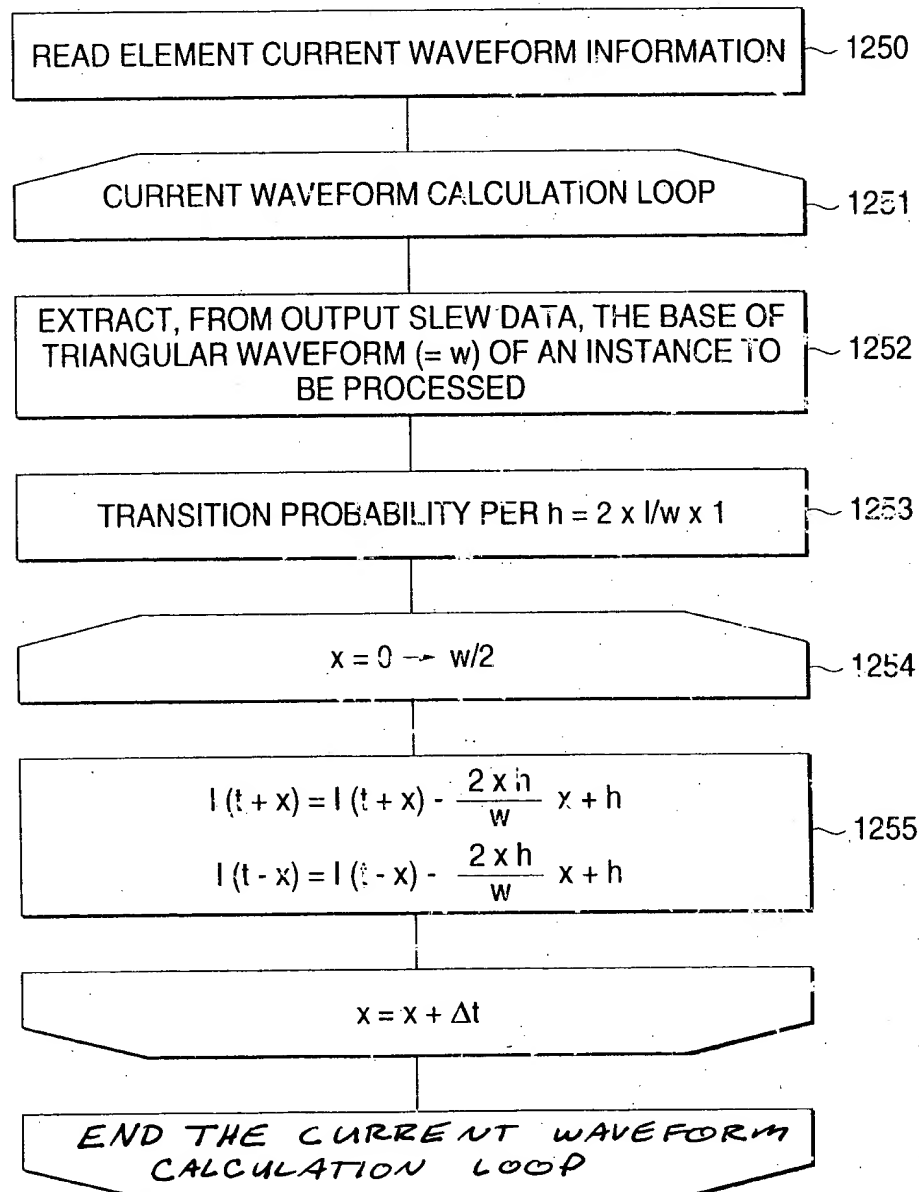 READ ELEMENT CURRENT WAVEFORM INFORMATION
1250
CURRENT WAVEFORM CALCULATION LOOP
1251
EXTRACT, FROM OUTPUT SLEW DATA, THE BASE OF
TRIANGULAR WAVEFORM (= w) OF AN INSTANCE TO
BE PROCESSED
1252
TRANSITION PROBABILITY PER h = 2 x I/w x 1
1253
x = 0 → w/2
1254
I (t + x) = I (t + x) - 2 x h / w x + h
I (t - x) = I (t - x) - 2 x h / w x + h
1255
x = x + Δt
END THE CURRENT WAVEFORM
CALCULATION LOOP